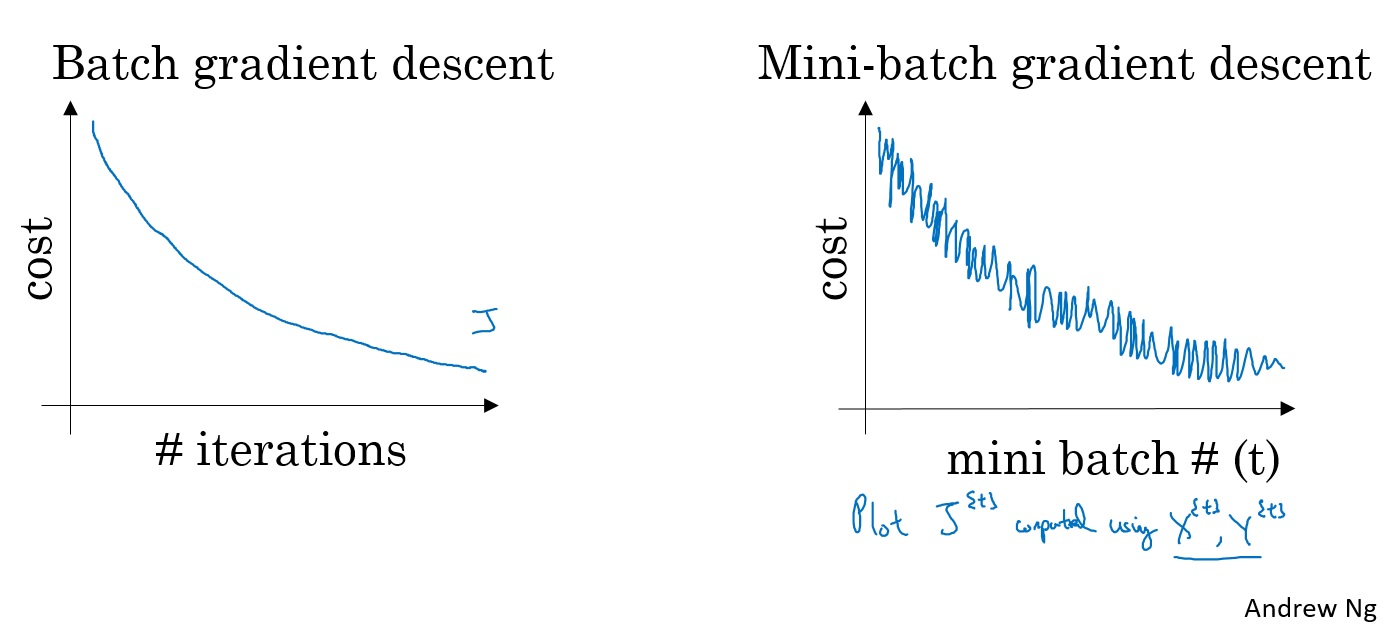 Batch gradient descent
cost
J
# iterations
Mini-batch gradient descent
cost
mini batch # (t)
Plot J{t} computed using X{t}, Y{t}
Andrew Ng